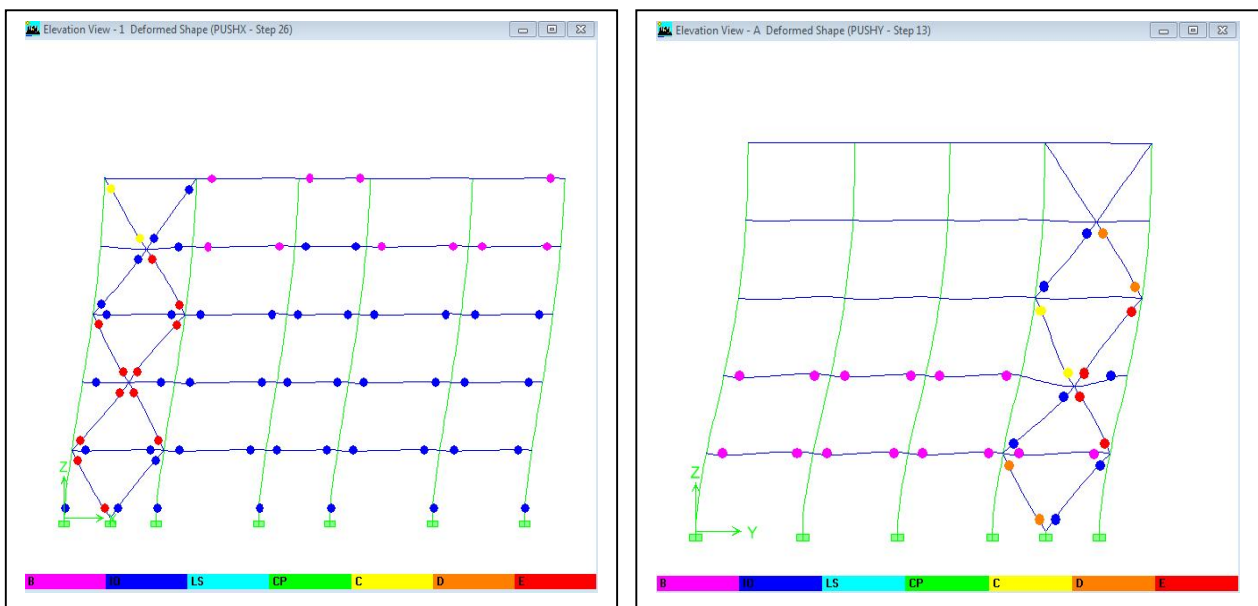 Elevation View - 1 Deformed Shape (PUSHX - Step 26)
Z
X
B IO LS CP C D E
Elevation View - A Deformed Shape (PUSHY - Step 13)
Z
Y
B IO LS CP C D E